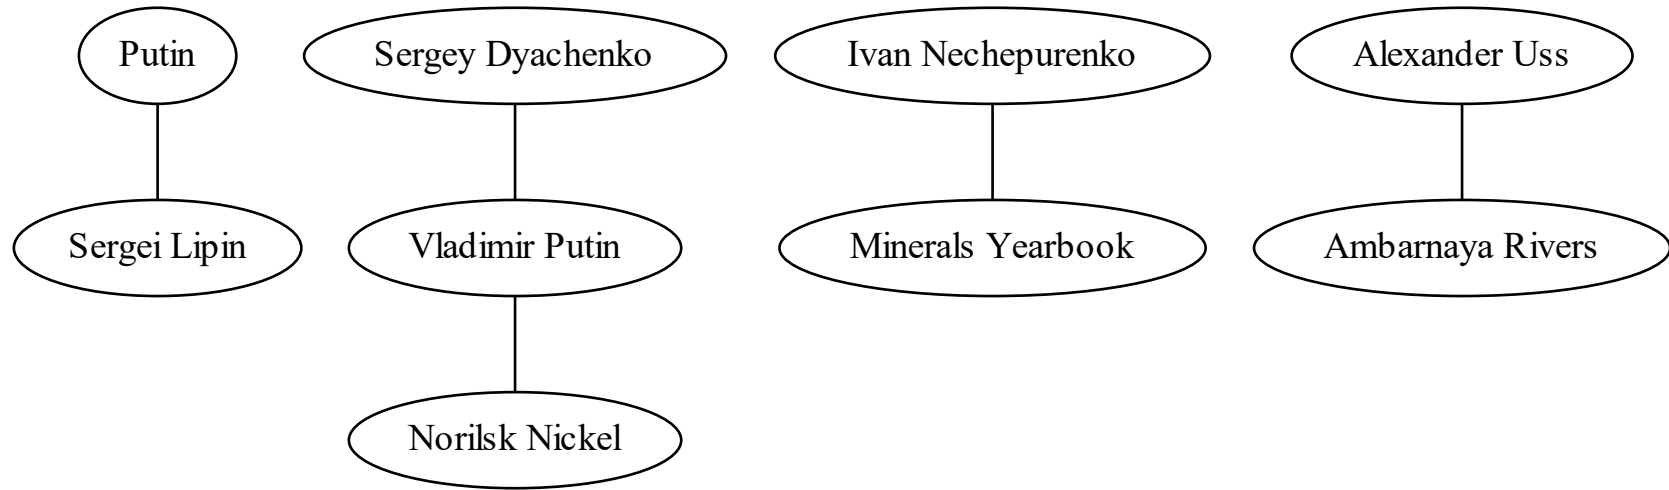 Putin
Sergey Dyachenko
Ivan Nechepurenko
Alexander Uss
Sergei Lipin
Vladimir Putin
Minerals Yearbook
Ambarnaya Rivers
Norilsk Nickel